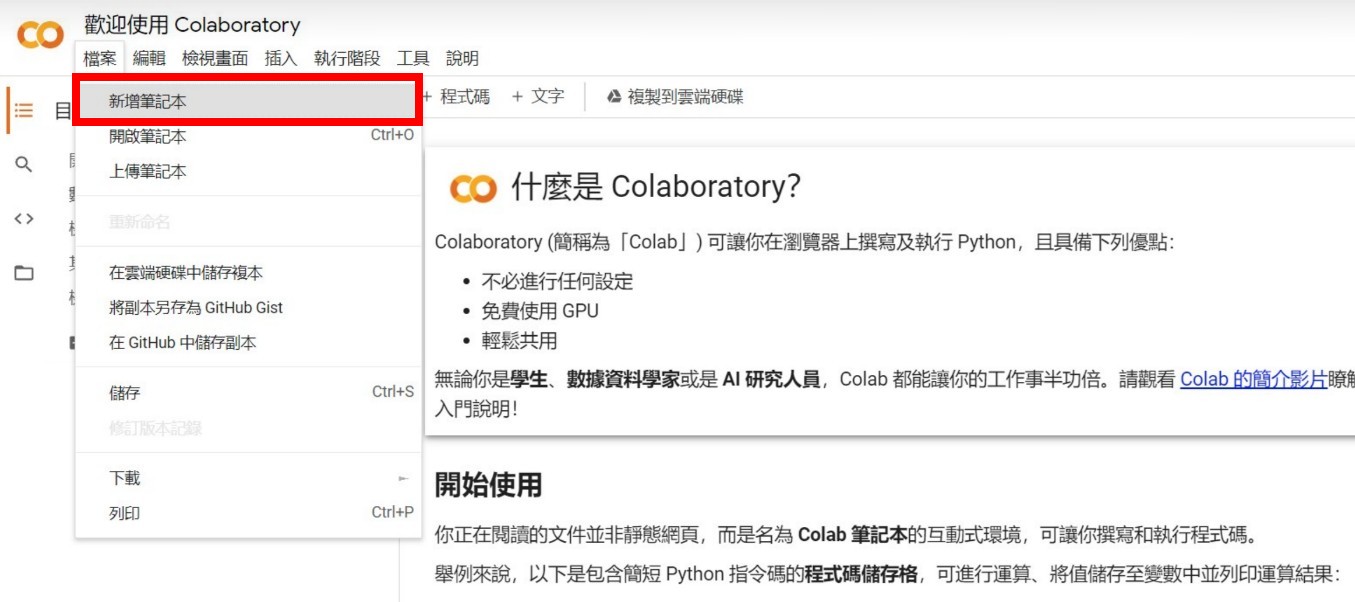 歡迎使用 Colaboratory
檔案 編輯 檢視畫面 插入 執行階段 工具 說明
目
+ 程式碼 + 文字 複製到雲端硬碟
新增筆記本
開啟筆記本 Ctrl+O
上傳筆記本
重新命名
在雲端硬碟中儲存複本
將副本另存為 GitHub Gist
在 GitHub 中儲存副本
儲存 Ctrl+S
修訂版本記錄
下載
列印 Ctrl+P
什麼是 Colaboratory?
Colaboratory (簡稱為「Colab」) 可讓你在瀏覽器上撰寫及執行 Python，且具備下列優點：
• 不必進行任何設定
• 免費使用 GPU
• 輕鬆共用
無論你是學生、數據資料學家或是 AI 研究人員，Colab 都能讓你的工作事半功倍。請觀看 Colab 的簡介影片瞭解
入門說明！
開始使用
你正在閱讀的文件並非靜態網頁，而是名為 Colab 筆記本的互動式環境，可讓你撰寫和執行程式碼。
舉例來說，以下是包含簡短 Python 指令碼的程式碼儲存格，可進行運算、將值儲存至變數中並列印運算結果：